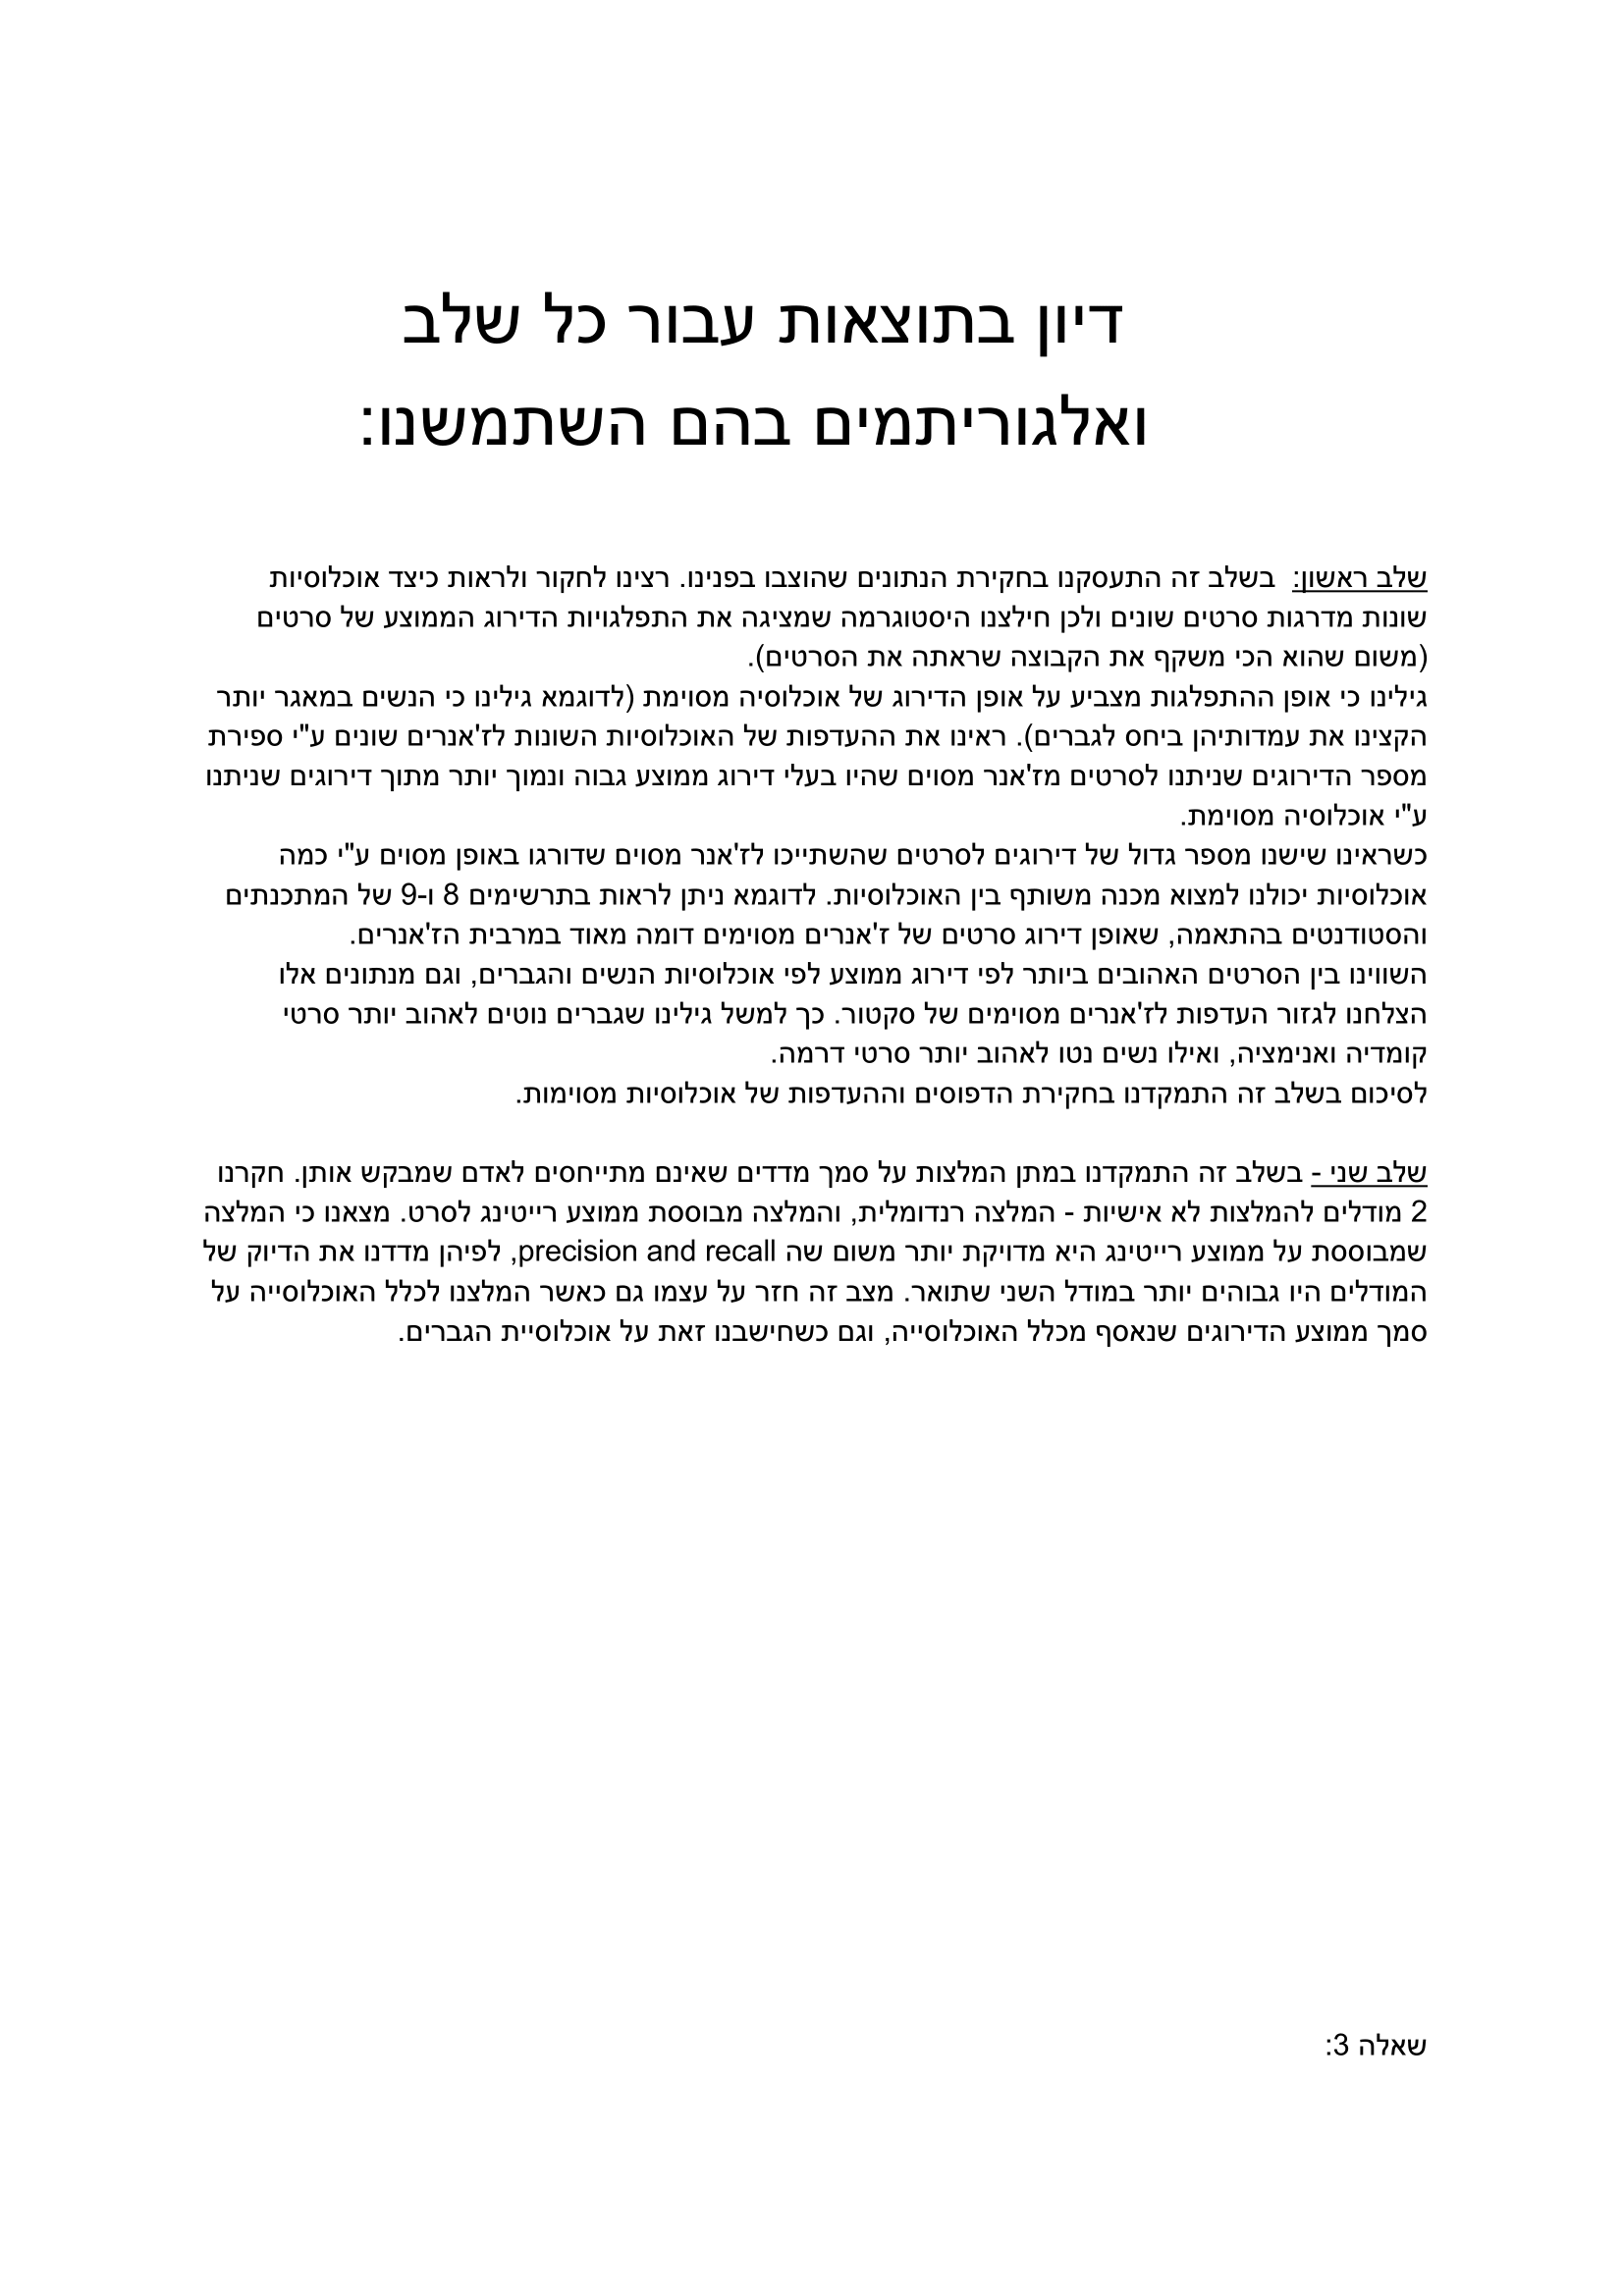 דיון בתוצאות עבור כל שלב
ואלגוריתמים בהם השתמשנו:
שלב ראשון: בשלב זה התעסקנו בחקירת הנתונים שהוצבו בפנינו. רצינו לחקור ולראות כיצד אוכלוסיות
שונות מדרגות סרטים שונים ולכן חילצנו היסטוגרמה שמציגה את התפלגויות הדירוג הממוצע של סרטים
(משום שהוא הכי משקף את הקבוצה שראתה את הסרטים).
גילינו כי אופן ההתפלגות מצביע על אופן הדירוג של אוכלוסיה מסוימת (לדוגמא גילינו כי הנשים במאגר יותר
הקצינו את עמדותיהן ביחס לגברים). ראינו את ההעדפות של האוכלוסיות השונות לז'אנרים שונים ע"י ספירת
מספר הדירוגים שניתנו לסרטים מז'אנר מסוים שהיו בעלי דירוג ממוצע גבוה ונמוך יותר מתוך דירוגים שניתנו
ע"י אוכלוסיה מסוימת.
כשראינו שישנו מספר גדול של דירוגים לסרטים שהשתייכו לז'אנר מסוים שדורגו באופן מסוים ע"י כמה
אוכלוסיות יכולנו למצוא מכנה משותף בין האוכלוסיות. לדוגמא ניתן לראות בתרשימים 8 ו-9 של המתכנתים
והסטודנטים בהתאמה, שאופן דירוג סרטים של ז'אנרים מסוימים דומה מאוד במרבית הז'אנרים.
השווינו בין הסרטים האהובים ביותר לפי דירוג ממוצע לפי אוכלוסיות הנשים והגברים, וגם מנתונים אלו
הצלחנו לגזור העדפות לז'אנרים מסוימים של סקטור. כך למשל גילינו שגברים נוטים לאהוב יותר סרטי
קומדיה ואנימציה, ואילו נשים נטו לאהוב יותר סרטי דרמה.
לסיכום בשלב זה התמקדנו בחקירת הדפוסים וההעדפות של אוכלוסיות מסוימות.
שלב שני - בשלב זה התמקדנו במתן המלצות על סמך מדדים שאינם מתייחסים לאדם שמבקש אותן. חקרנו
2 מודלים להמלצות לא אישיות - המלצה רנדומלית, והמלצה מבוססת ממוצע רייטינג לסרט. מצאנו כי המלצה
שמבוססת על ממוצע רייטינג היא מדויקת יותר משום שה precision and recall, לפיהן מדדנו את הדיוק של
המודלים היו גבוהים יותר במודל השני שתואר. מצב זה חזר על עצמו גם כאשר המלצנו לכלל האוכלוסייה על
סמך ממוצע הדירוגים שנאסף מכלל האוכלוסייה, וגם כשחישבנו זאת על אוכלוסיית הגברים.
שאלה 3: